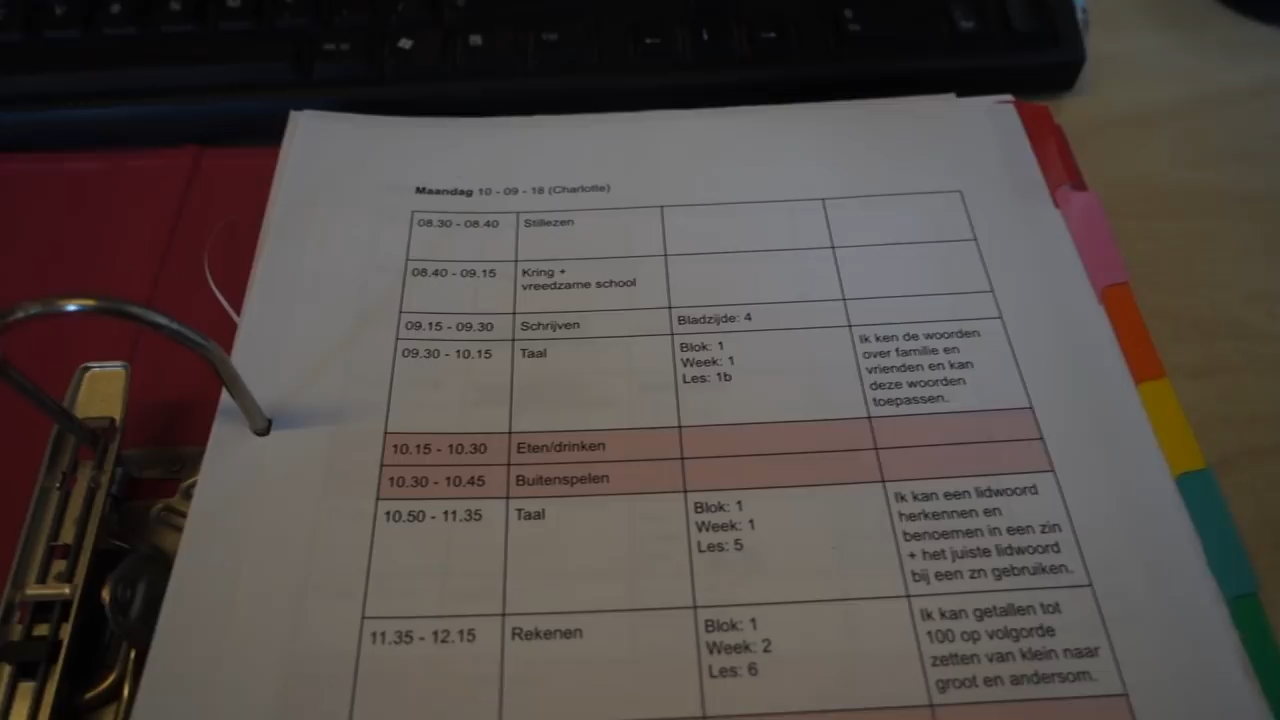 Maandag 10 - 09 - 18 (Charlotte)
08.30 - 08.40 Stillezen
08.40 - 09.15 Kring +
vreedzame school
09.15 - 09.30 Schrijven Bladzijde: 4
09.30 - 10.15 Taal Blok: 1
Week: 1
Les: 1b
Ik ken de woorden
over familie en
vrienden en kan
deze woorden
toepassen.
10.15 - 10.30 Eten/drinken
10.30 - 10.45 Buitenspelen
10.50 - 11.35 Taal Blok: 1
Week: 1
Les: 5
Ik kan een lidwoord
herkennen en
benoemen in een zin
+ het juiste lidwoord
bij een zn gebruiken.
11.35 - 12.15 Rekenen Blok: 1
Week: 2
Les: 6
Ik kan getallen tot
100 op volgorde
zetten van klein naar
groot en andersom.